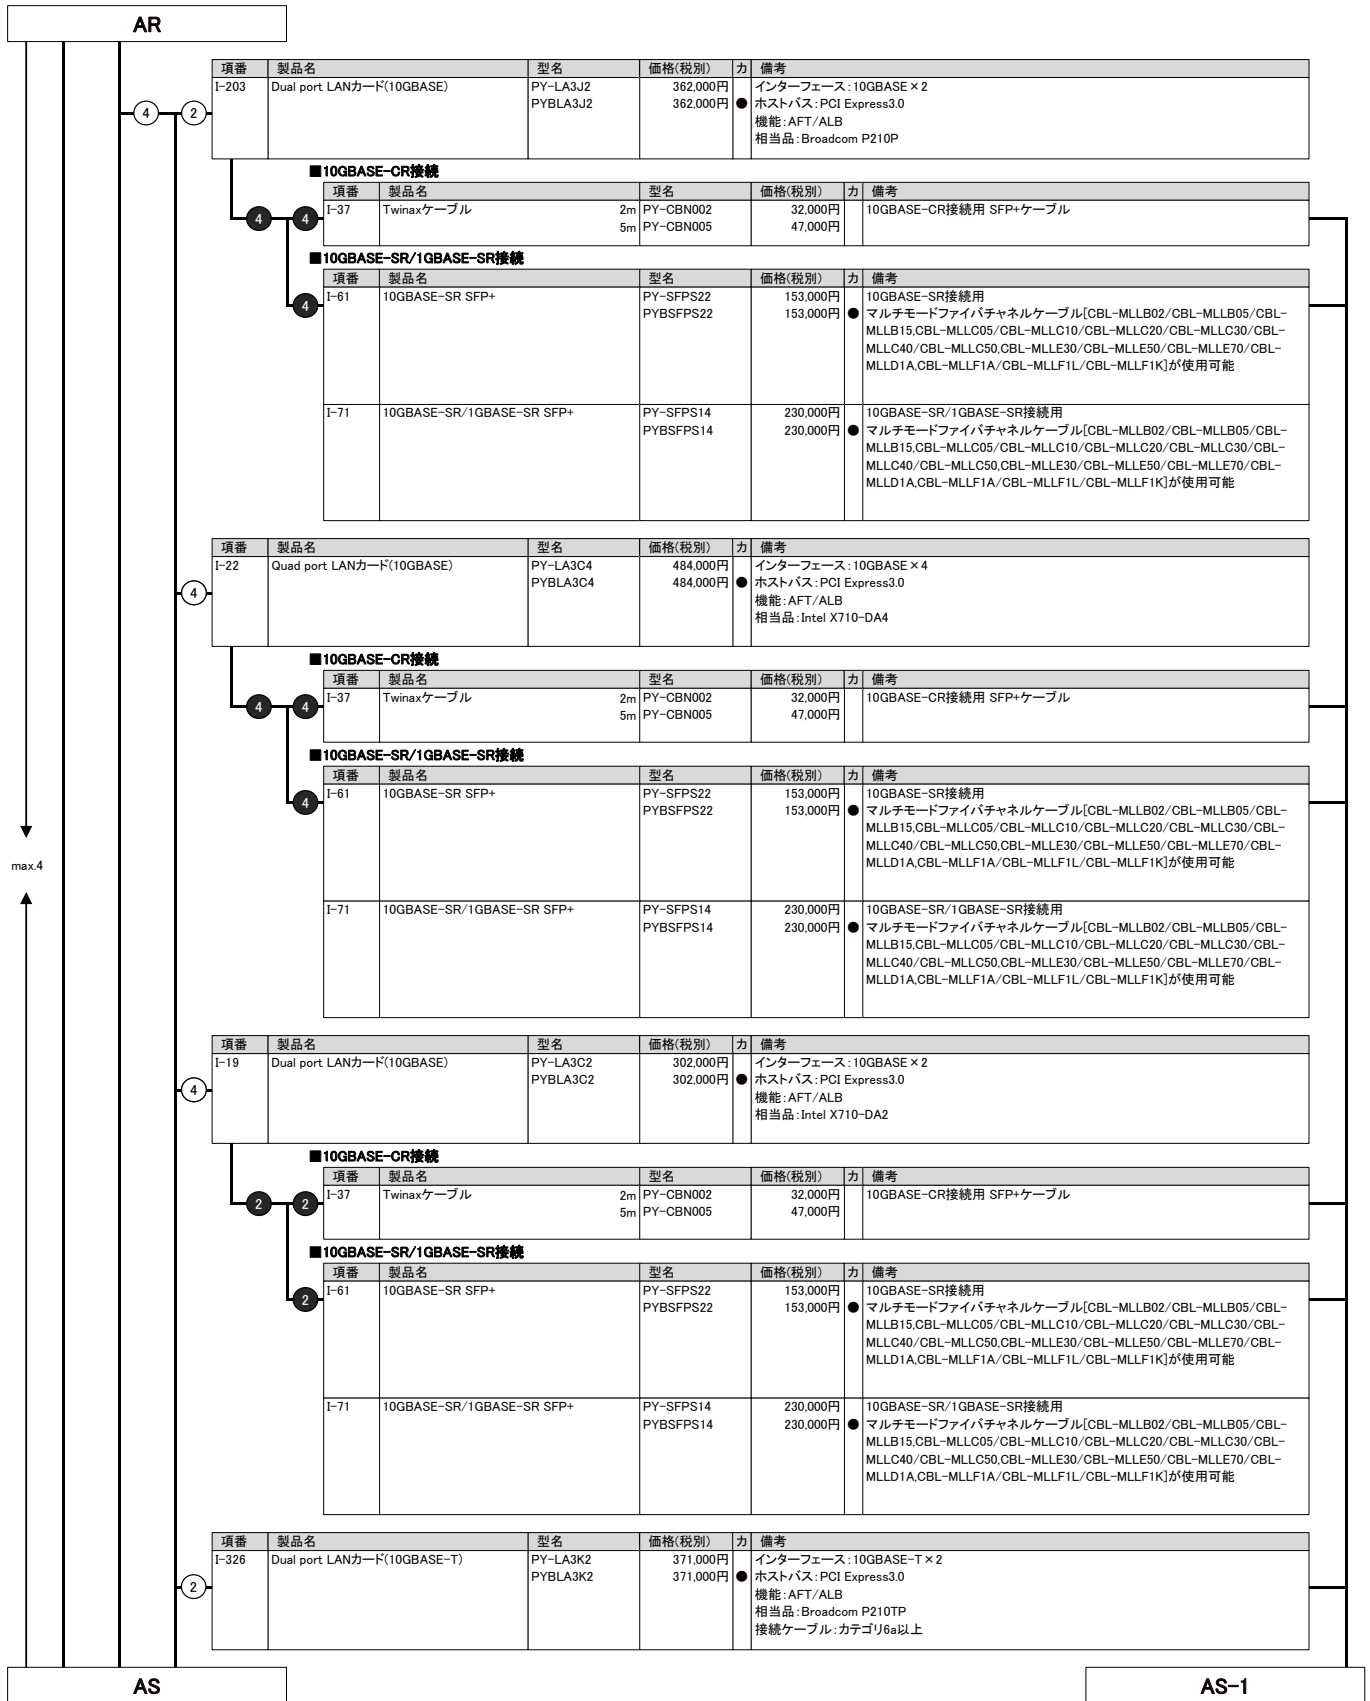 AR
項番 製品名 型名 価格(税別) カ 備考
I-203 Dual port LANカード(10GBASE) PY-LA3J2 362,000円 インターフェース:10GBASE×2
PYBLA3J2 362,000円 ● ホストバス:PCI Express3.0
機能:AFT/ALB
相当品:Broadcom P210P
4 2
■10GBASE-CR接続
項番 製品名 型名 価格(税別) カ 備考
I-37 Twinaxケーブル 2m PY-CBN002 32,000円 10GBASE-CR接続用 SFP+ケーブル
5m PY-CBN005 47,000円
4 4
■10GBASE-SR/1GBASE-SR接続
項番 製品名 型名 価格(税別) カ 備考
I-61 10GBASE-SR SFP+ PY-SFPS22 153,000円 10GBASE-SR接続用
PYBSFPS22 153,000円 ● マルチモードファイバチャネルケーブル[CBL-MLLB02/CBL-MLLB05/CBL-
MLLB15,CBL-MLLC05/CBL-MLLC10/CBL-MLLC20/CBL-MLLC30/CBL-
MLLC40/CBL-MLLC50,CBL-MLLE30/CBL-MLLE50/CBL-MLLE70/CBL-
MLLD1A,CBL-MLLF1A/CBL-MLLF1L/CBL-MLLF1K]が使用可能
4
I-71 10GBASE-SR/1GBASE-SR SFP+ PY-SFPS14 230,000円 10GBASE-SR/1GBASE-SR接続用
PYBSFPS14 230,000円 ● マルチモードファイバチャネルケーブル[CBL-MLLB02/CBL-MLLB05/CBL-
MLLB15,CBL-MLLC05/CBL-MLLC10/CBL-MLLC20/CBL-MLLC30/CBL-
MLLC40/CBL-MLLC50,CBL-MLLE30/CBL-MLLE50/CBL-MLLE70/CBL-
MLLD1A,CBL-MLLF1A/CBL-MLLF1L/CBL-MLLF1K]が使用可能
項番 製品名 型名 価格(税別) カ 備考
I-22 Quad port LANカード(10GBASE) PY-LA3C4 484,000円 インターフェース:10GBASE×4
PYBLA3C4 484,000円 ● ホストバス:PCI Express3.0
機能:AFT/ALB
相当品:Intel X710-DA4
4
■10GBASE-CR接続
項番 製品名 型名 価格(税別) カ 備考
I-37 Twinaxケーブル 2m PY-CBN002 32,000円 10GBASE-CR接続用 SFP+ケーブル
5m PY-CBN005 47,000円
4 4
■10GBASE-SR/1GBASE-SR接続
項番 製品名 型名 価格(税別) カ 備考
I-61 10GBASE-SR SFP+ PY-SFPS22 153,000円 10GBASE-SR接続用
PYBSFPS22 153,000円 ● マルチモードファイバチャネルケーブル[CBL-MLLB02/CBL-MLLB05/CBL-
MLLB15,CBL-MLLC05/CBL-MLLC10/CBL-MLLC20/CBL-MLLC30/CBL-
MLLC40/CBL-MLLC50,CBL-MLLE30/CBL-MLLE50/CBL-MLLE70/CBL-
MLLD1A,CBL-MLLF1A/CBL-MLLF1L/CBL-MLLF1K]が使用可能
4
max.4
I-71 10GBASE-SR/1GBASE-SR SFP+ PY-SFPS14 230,000円 10GBASE-SR/1GBASE-SR接続用
PYBSFPS14 230,000円 ● マルチモードファイバチャネルケーブル[CBL-MLLB02/CBL-MLLB05/CBL-
MLLB15,CBL-MLLC05/CBL-MLLC10/CBL-MLLC20/CBL-MLLC30/CBL-
MLLC40/CBL-MLLC50,CBL-MLLE30/CBL-MLLE50/CBL-MLLE70/CBL-
MLLD1A,CBL-MLLF1A/CBL-MLLF1L/CBL-MLLF1K]が使用可能
項番 製品名 型名 価格(税別) カ 備考
I-19 Dual port LANカード(10GBASE) PY-LA3C2 302,000円 インターフェース:10GBASE×2
PYBLA3C2 302,000円 ● ホストバス:PCI Express3.0
機能:AFT/ALB
相当品:Intel X710-DA2
4
■10GBASE-CR接続
項番 製品名 型名 価格(税別) カ 備考
I-37 Twinaxケーブル 2m PY-CBN002 32,000円 10GBASE-CR接続用 SFP+ケーブル
5m PY-CBN005 47,000円
2 2
■10GBASE-SR/1GBASE-SR接続
項番 製品名 型名 価格(税別) カ 備考
I-61 10GBASE-SR SFP+ PY-SFPS22 153,000円 10GBASE-SR接続用
PYBSFPS22 153,000円 ● マルチモードファイバチャネルケーブル[CBL-MLLB02/CBL-MLLB05/CBL-
MLLB15,CBL-MLLC05/CBL-MLLC10/CBL-MLLC20/CBL-MLLC30/CBL-
MLLC40/CBL-MLLC50,CBL-MLLE30/CBL-MLLE50/CBL-MLLE70/CBL-
MLLD1A,CBL-MLLF1A/CBL-MLLF1L/CBL-MLLF1K]が使用可能
2
I-71 10GBASE-SR/1GBASE-SR SFP+ PY-SFPS14 230,000円 10GBASE-SR/1GBASE-SR接続用
PYBSFPS14 230,000円 ● マルチモードファイバチャネルケーブル[CBL-MLLB02/CBL-MLLB05/CBL-
MLLB15,CBL-MLLC05/CBL-MLLC10/CBL-MLLC20/CBL-MLLC30/CBL-
MLLC40/CBL-MLLC50,CBL-MLLE30/CBL-MLLE50/CBL-MLLE70/CBL-
MLLD1A,CBL-MLLF1A/CBL-MLLF1L/CBL-MLLF1K]が使用可能
項番 製品名 型名 価格(税別) カ 備考
I-326 Dual port LANカード(10GBASE-T) PY-LA3K2 371,000円 インターフェース:10GBASE-T×2
PYBLA3K2 371,000円 ● ホストバス:PCI Express3.0
機能:AFT/ALB
相当品:Broadcom P210TP
接続ケーブル:カテゴリ6a以上
2
AS AS-1